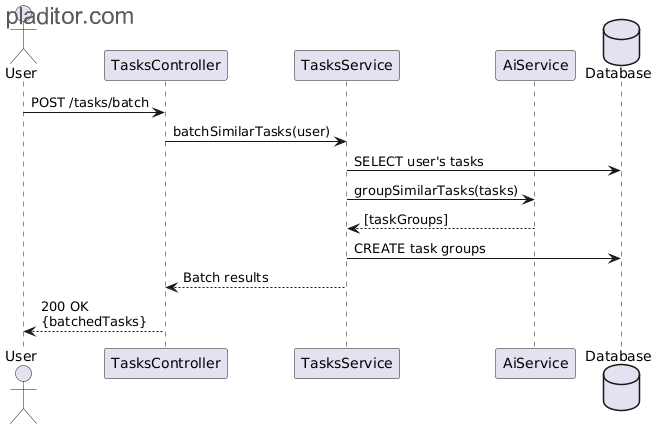 pladitor.com
User
TasksController
TasksService
AiService
Database
POST /tasks/batch
batchSimilarTasks(user)
SELECT user's tasks
groupSimilarTasks(tasks)
[taskGroups]
CREATE task groups
Batch results
200 OK
{batchedTasks}
User
TasksController
TasksService
AiService
Database